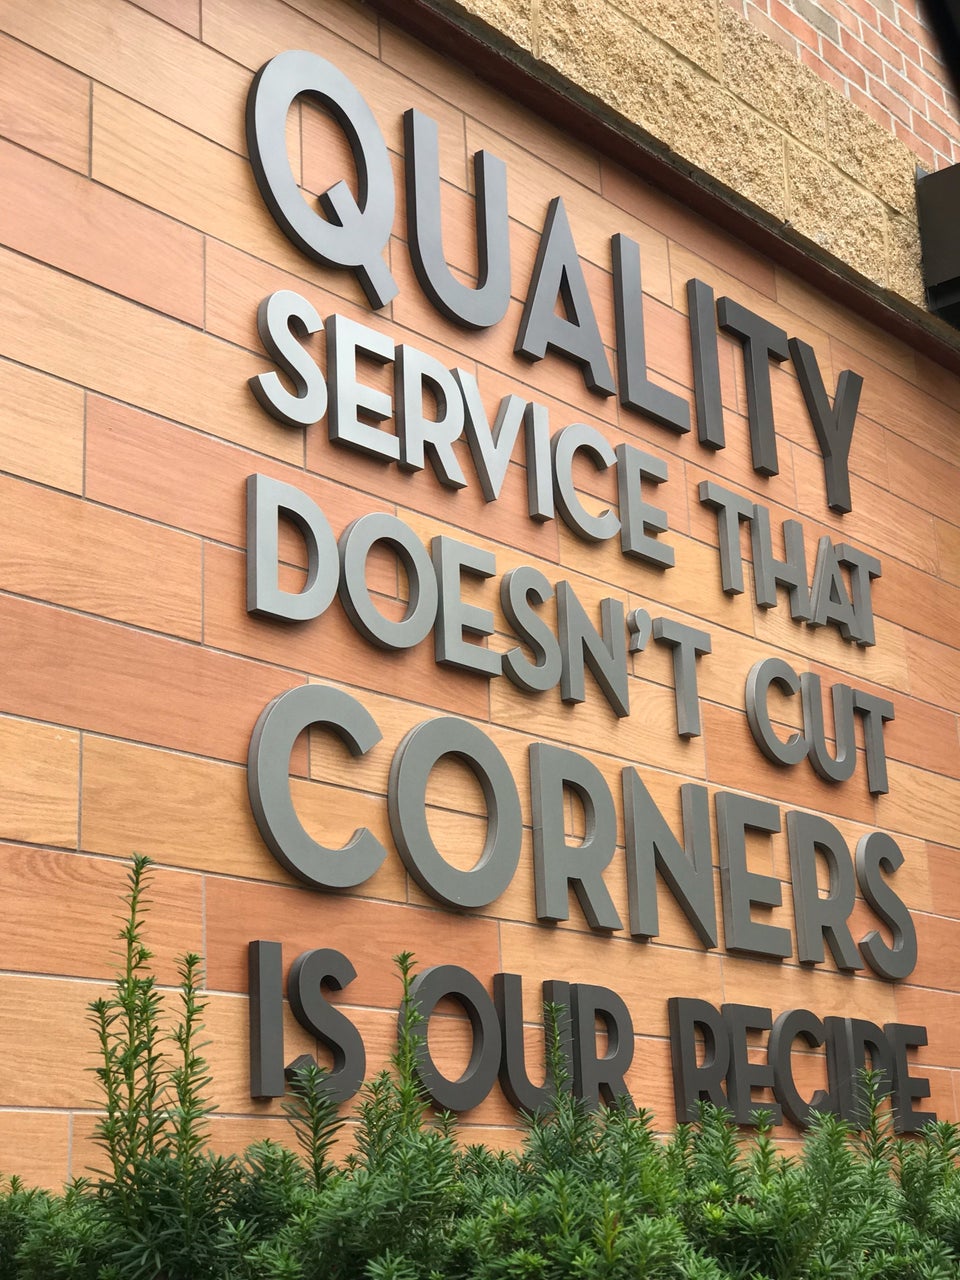 QUALITY
SERVICE THAT
DOESN'T CUT
CORNERS
IS OUR RECIPE